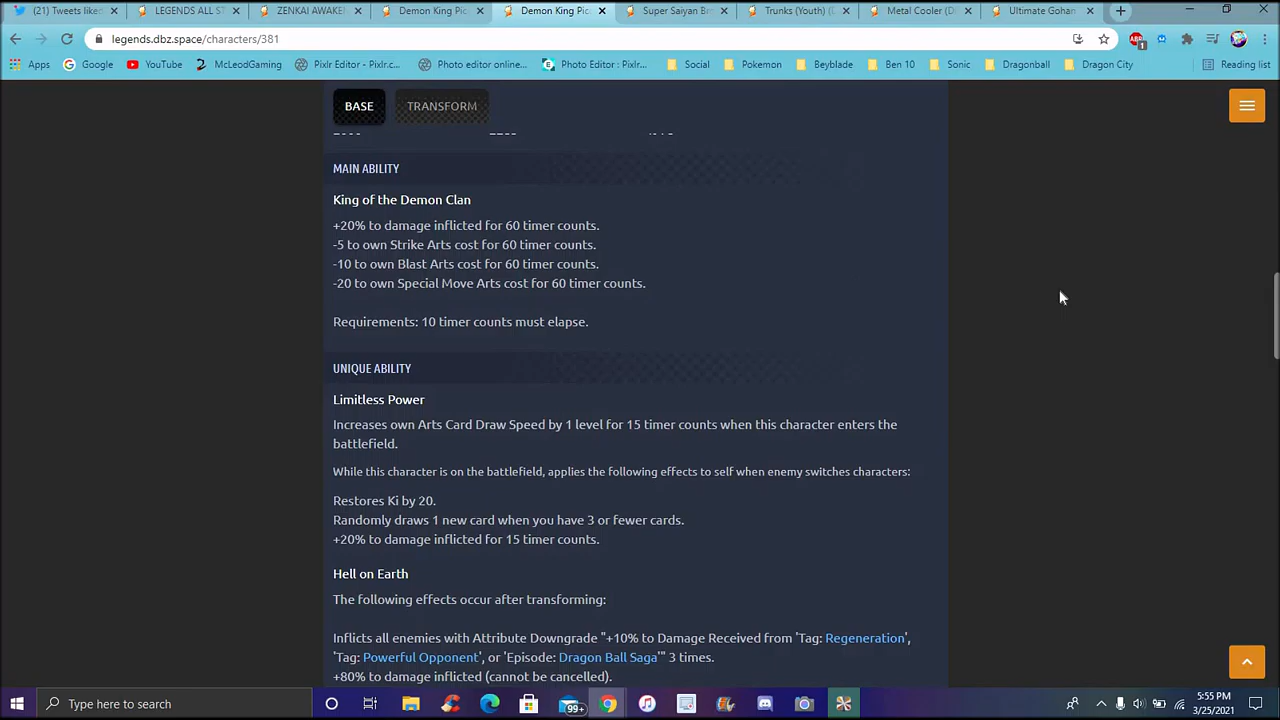 (21) Tweets liked
LEGENDS ALL ST
ZENKAI AWAKEN
Demon King Picc
Demon King Picc
Super Saiyan Bro
Trunks (Youth) (D
Metal Cooler (D
Ultimate Gohan
legends.dbz.space/characters/381
Apps
Google
YouTube
McLeodGaming
Pixlr Editor - Pixlr.c...
Photo editor online...
Photo Editor : Pixlr...
Social
Pokemon
Beyblade
Ben 10
Sonic
Dragonball
Dragon City
Reading list
BASE
TRANSFORM
MAIN ABILITY
King of the Demon Clan
+20% to damage inflicted for 60 timer counts.
-5 to own Strike Arts cost for 60 timer counts.
-10 to own Blast Arts cost for 60 timer counts.
-20 to own Special Move Arts cost for 60 timer counts.
Requirements: 10 timer counts must elapse.
UNIQUE ABILITY
Limitless Power
Increases own Arts Card Draw Speed by 1 level for 15 timer counts when this character enters the
battlefield.
While this character is on the battlefield, applies the following effects to self when enemy switches characters:
Restores Ki by 20.
Randomly draws 1 new card when you have 3 or fewer cards.
+20% to damage inflicted for 15 timer counts.
Hell on Earth
The following effects occur after transforming:
Inflicts all enemies with Attribute Downgrade "+10% to Damage Received from 'Tag: Regeneration',
'Tag: Powerful Opponent', or 'Episode: Dragon Ball Saga'" 3 times.
+80% to damage inflicted (cannot be cancelled).
Type here to search
99+
5:55 PM
3/25/2021